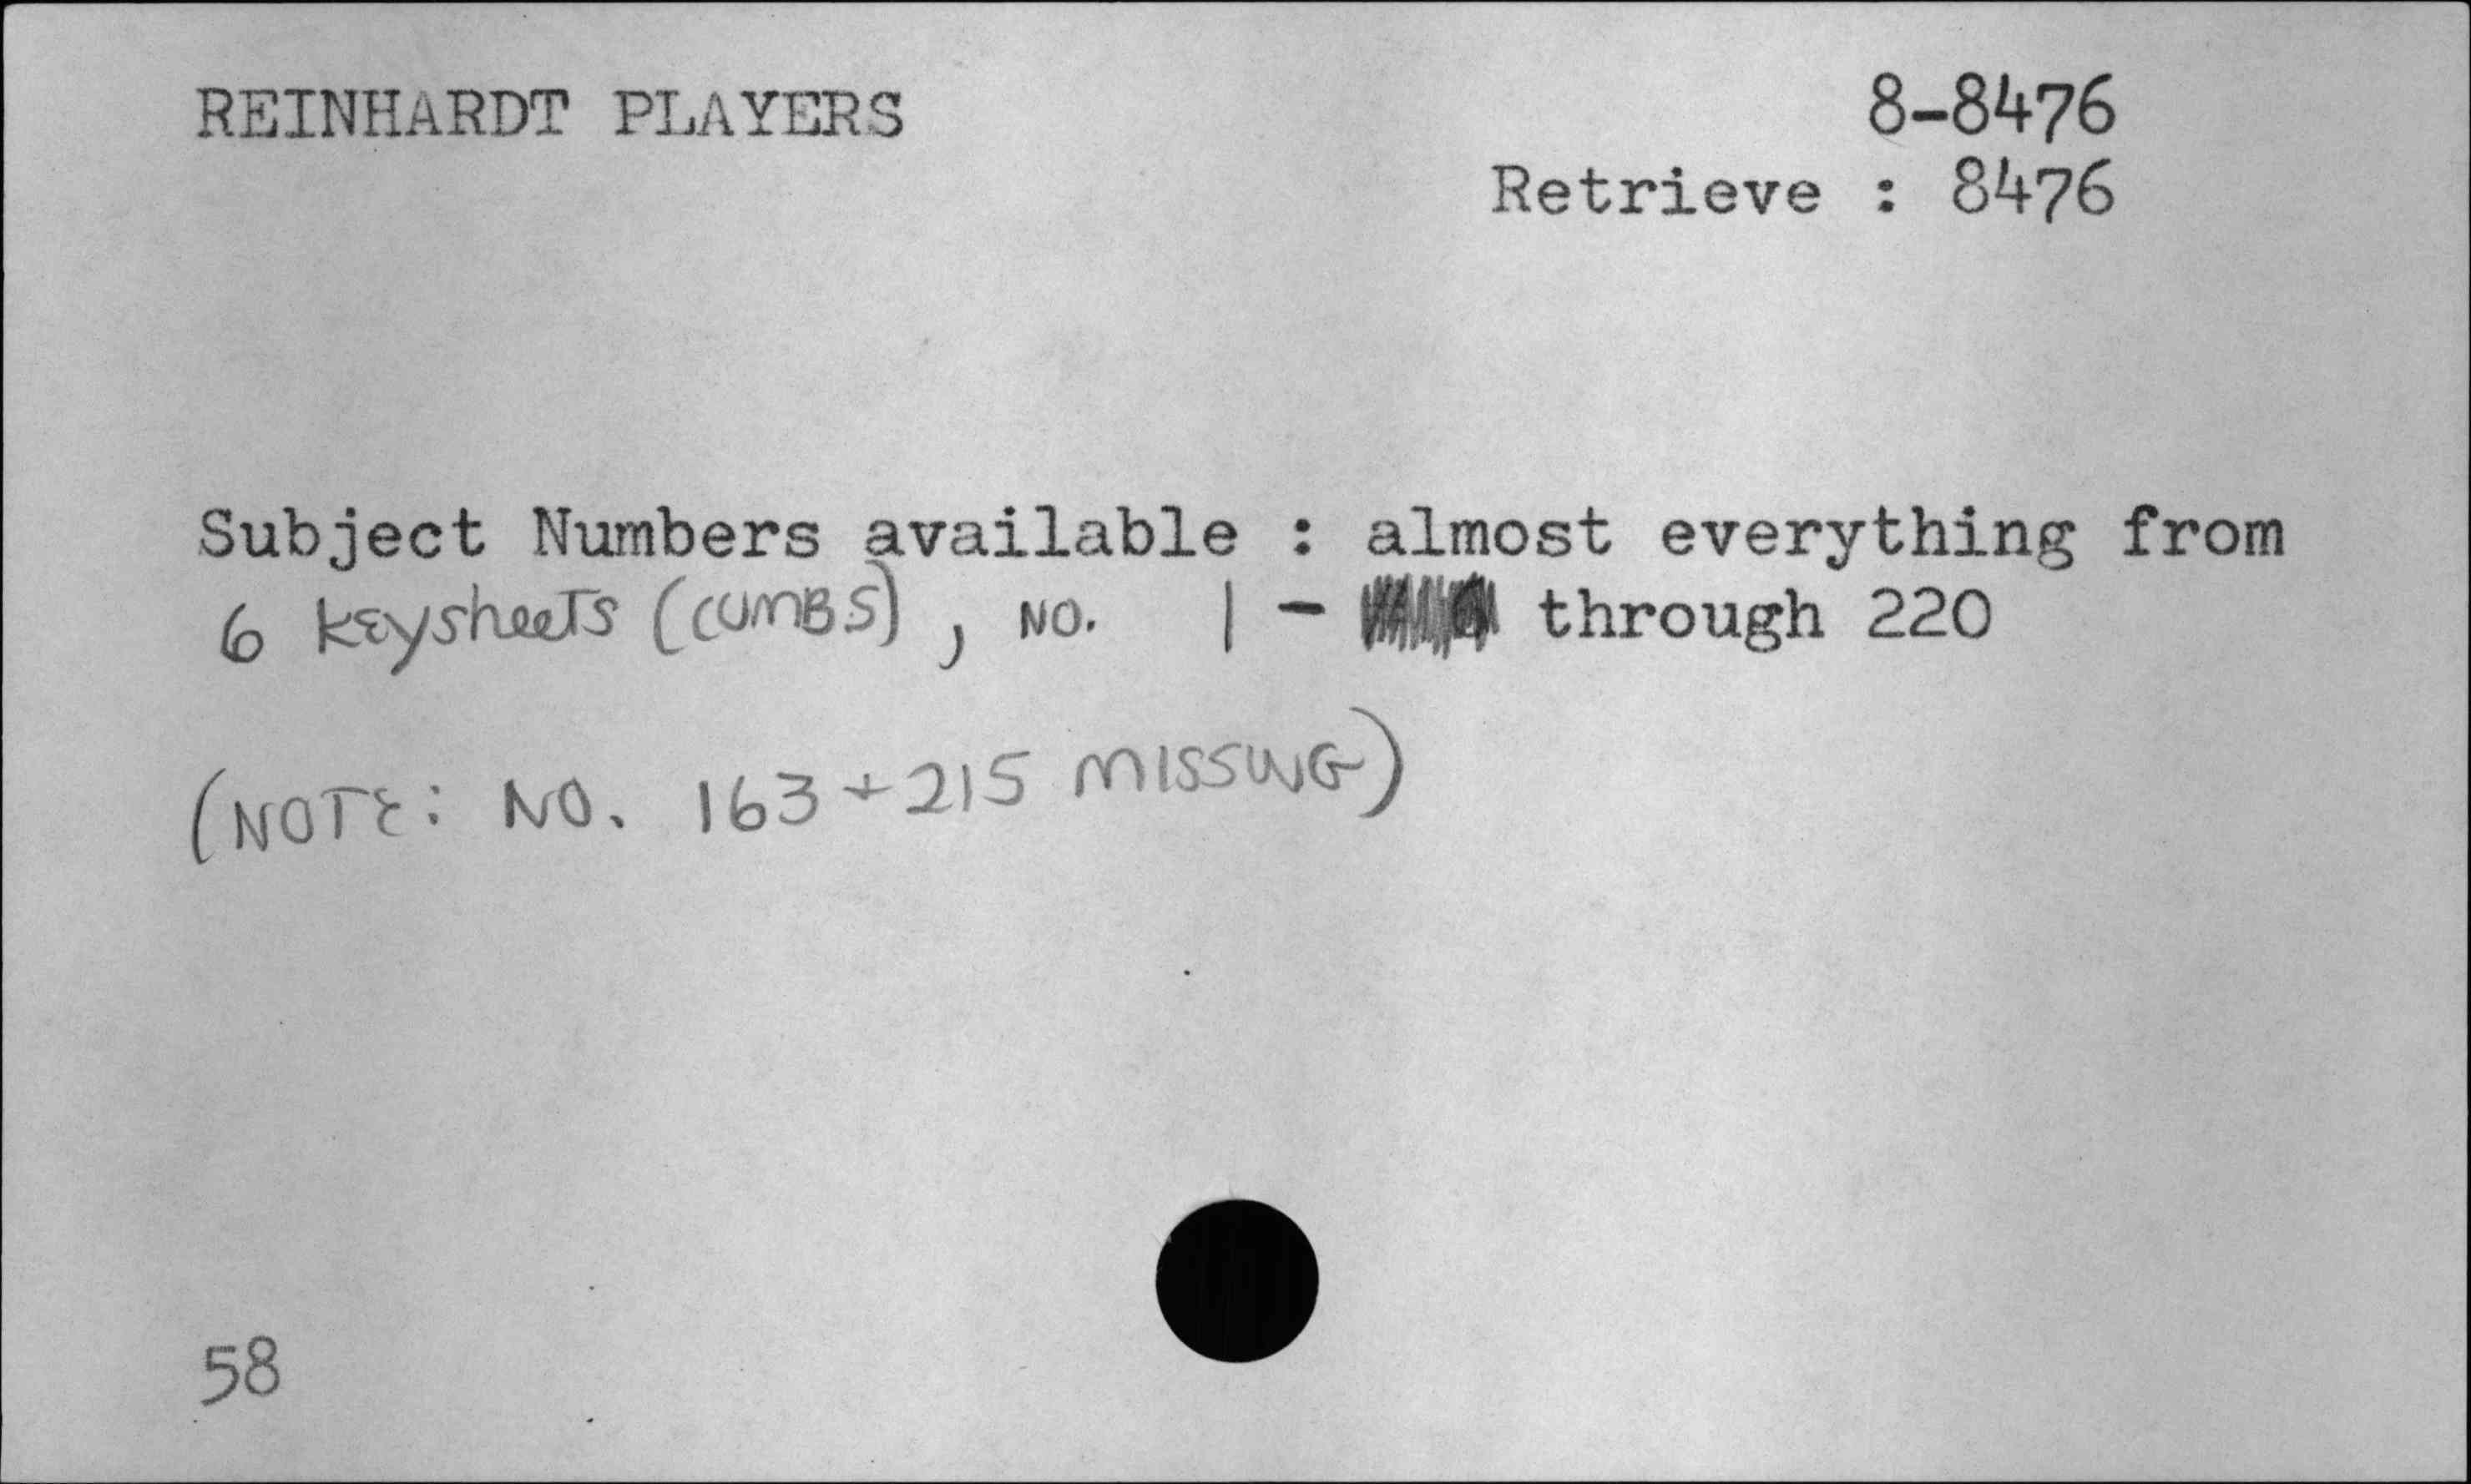 REINHARDT PLAYERS
8-8476
Retrieve : 8476
Subject Numbers available : almost everything from
6 keysheets (cumBS), NO. 1 - through 220
(NOTE: NO. 163 + 215 MISSING)
58